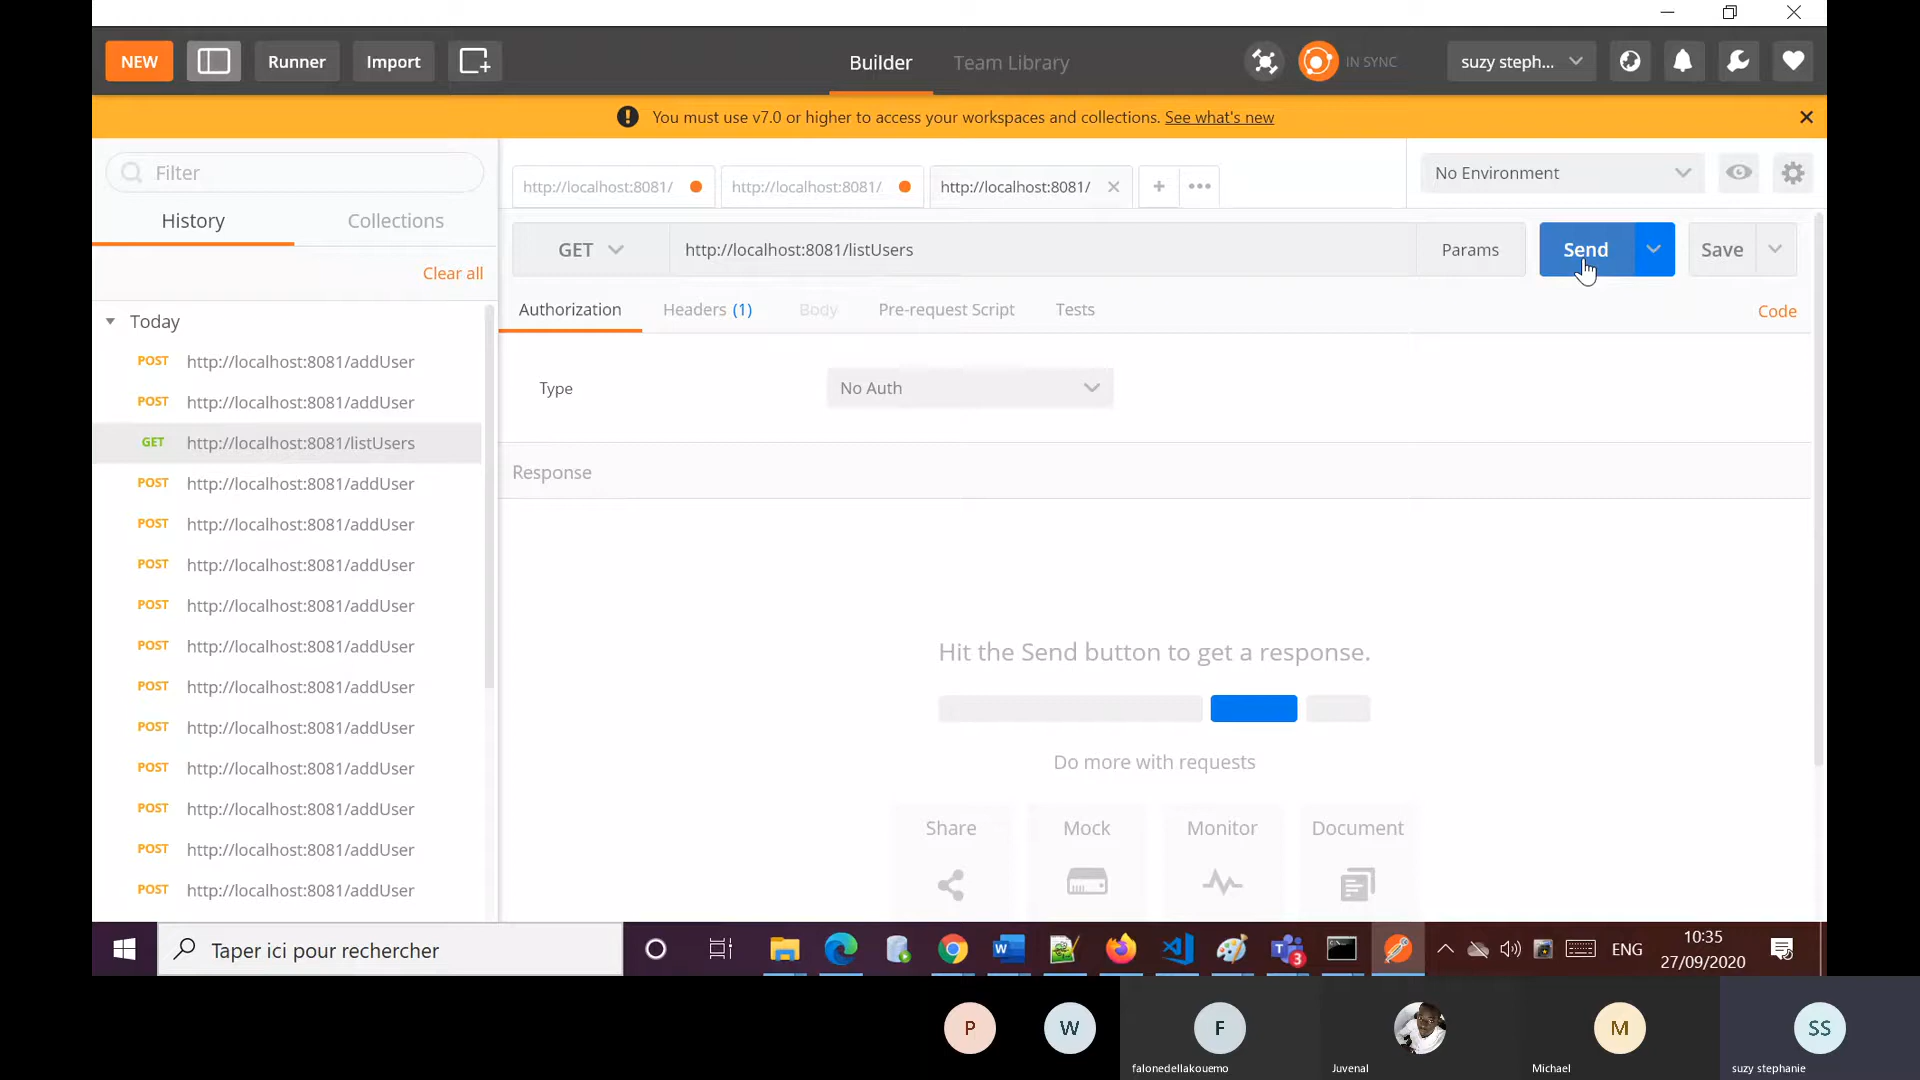 NEW
Runner
Import
Builder
Team Library
IN SYNC
suzy steph...
You must use v7.0 or higher to access your workspaces and collections. See what's new
Filter
History
Collections
Clear all
Today
POST http://localhost:8081/addUser
POST http://localhost:8081/addUser
GET http://localhost:8081/listUsers
POST http://localhost:8081/addUser
POST http://localhost:8081/addUser
POST http://localhost:8081/addUser
POST http://localhost:8081/addUser
POST http://localhost:8081/addUser
POST http://localhost:8081/addUser
POST http://localhost:8081/addUser
POST http://localhost:8081/addUser
POST http://localhost:8081/addUser
POST http://localhost:8081/addUser
POST http://localhost:8081/addUser
http://localhost:8081/
http://localhost:8081/
http://localhost:8081/
No Environment
GET
http://localhost:8081/listUsers
Params
Send
Save
Authorization
Headers (1)
Body
Pre-request Script
Tests
Code
Type
No Auth
Response
Hit the Send button to get a response.
Do more with requests
Share
Mock
Monitor
Document
Taper ici pour rechercher
3
ENG
10:35
27/09/2020
P
W
F
M
SS
falonedellakouemo
Juvenal
Michael
suzy stephanie